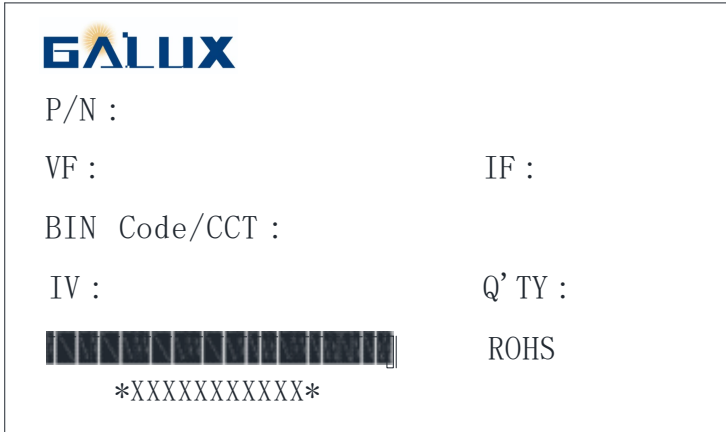 GALUX
P/N：
VF：
IF：
BIN Code/CCT：
IV：
Q'TY：
ROHS
*XXXXXXXXXXX*